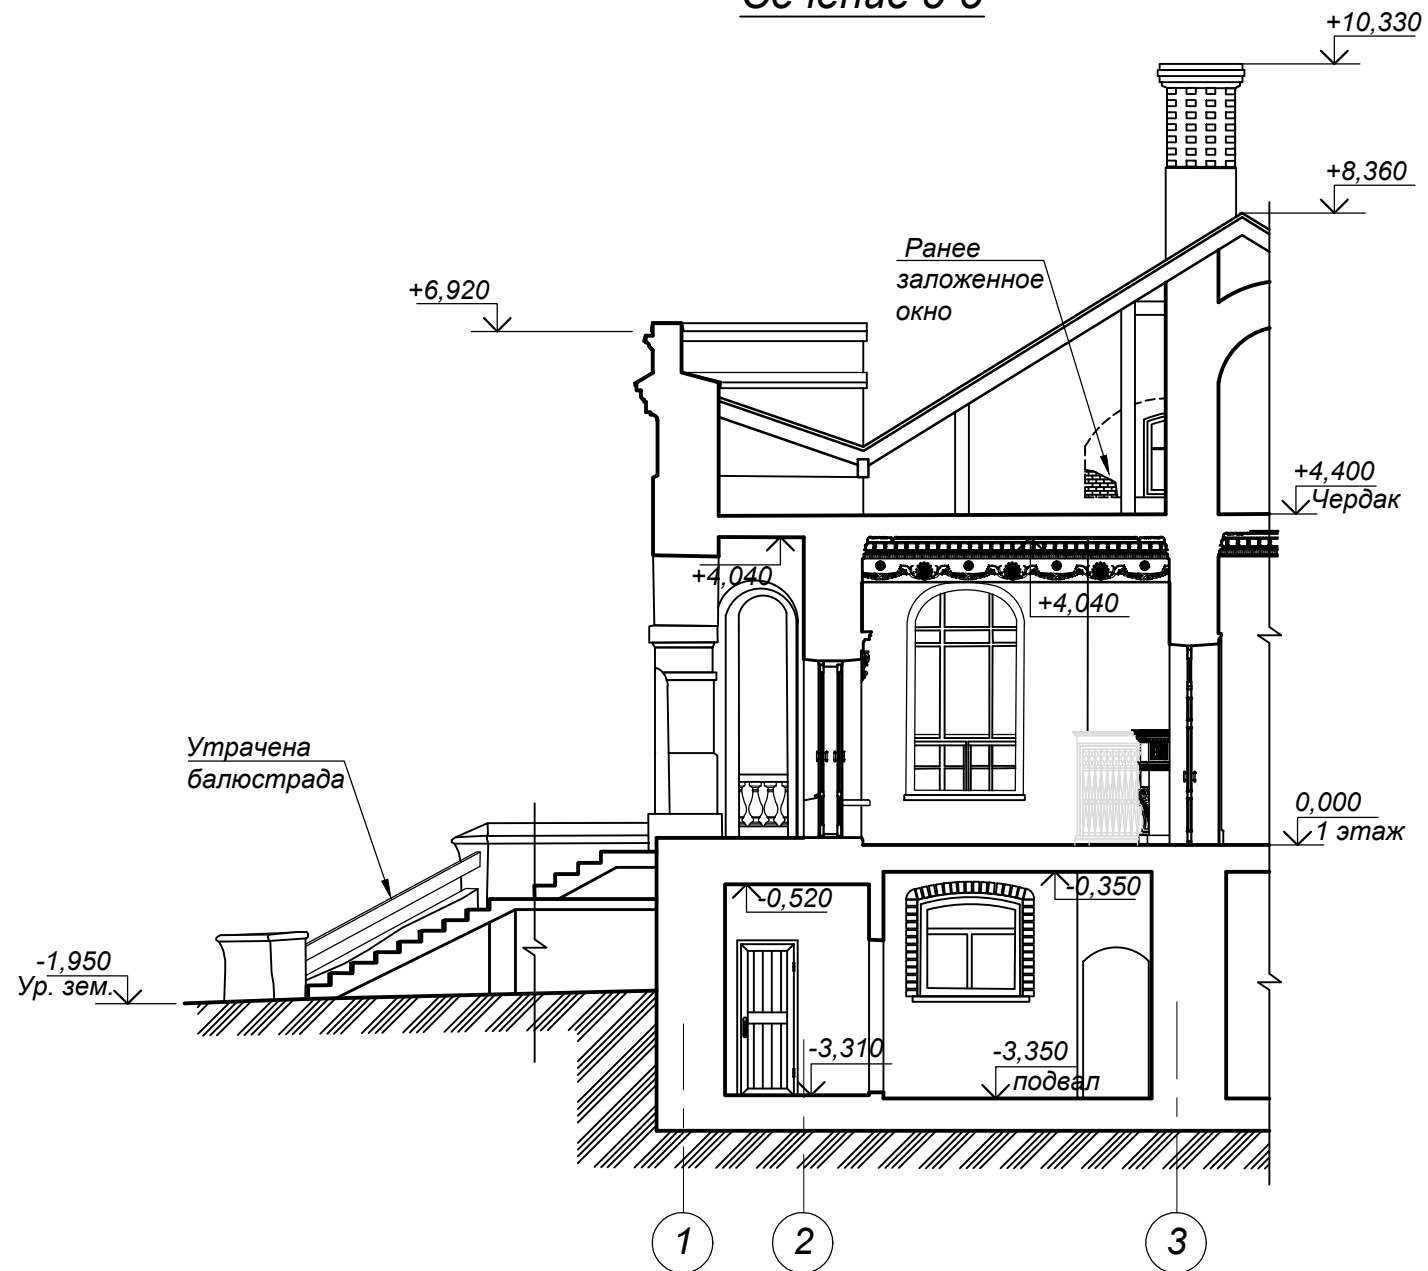 +10,330
+8,360
Ранее
заложенное
окно
+6,920
+4,400
Чердак
+4,040
+4,040
Утрачена
балюстрада
0,000
1 этаж
-0,520
-0,350
-1,950
Ур. зем.
-3,310
-3,350
подвал
1
2
3